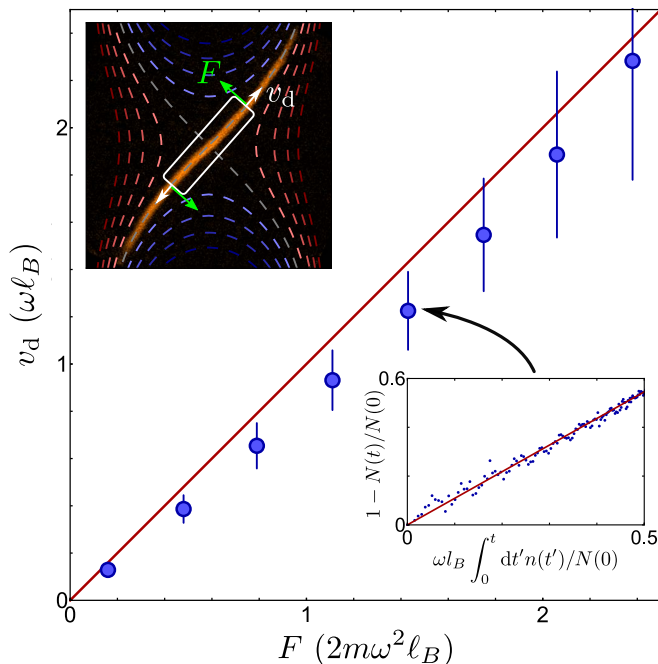 F
v_d
2
1
0
v_d (ωℓ_B)
0.6
0
1 − N(t)/N(0)
0
0.5
ωl_B ∫_0^t dt′n(t′)/N(0)
1
2
F (2mω²ℓ_B)